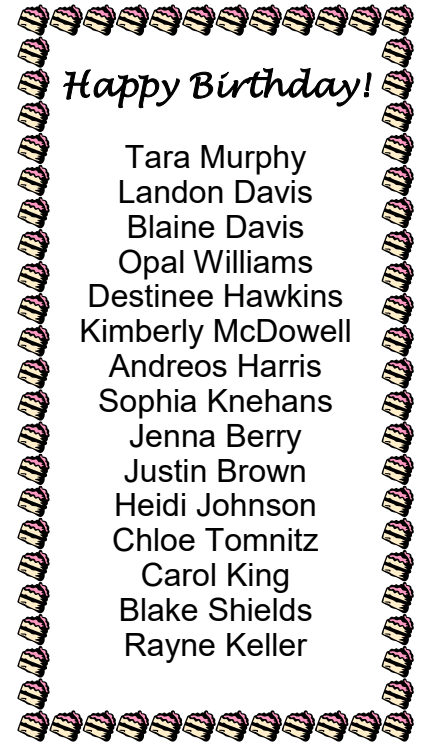 Happy Birthday!
Tara Murphy
Landon Davis
Blaine Davis
Opal Williams
Destinee Hawkins
Kimberly McDowell
Andreos Harris
Sophia Knehans
Jenna Berry
Justin Brown
Heidi Johnson
Chloe Tomnitz
Carol King
Blake Shields
Rayne Keller